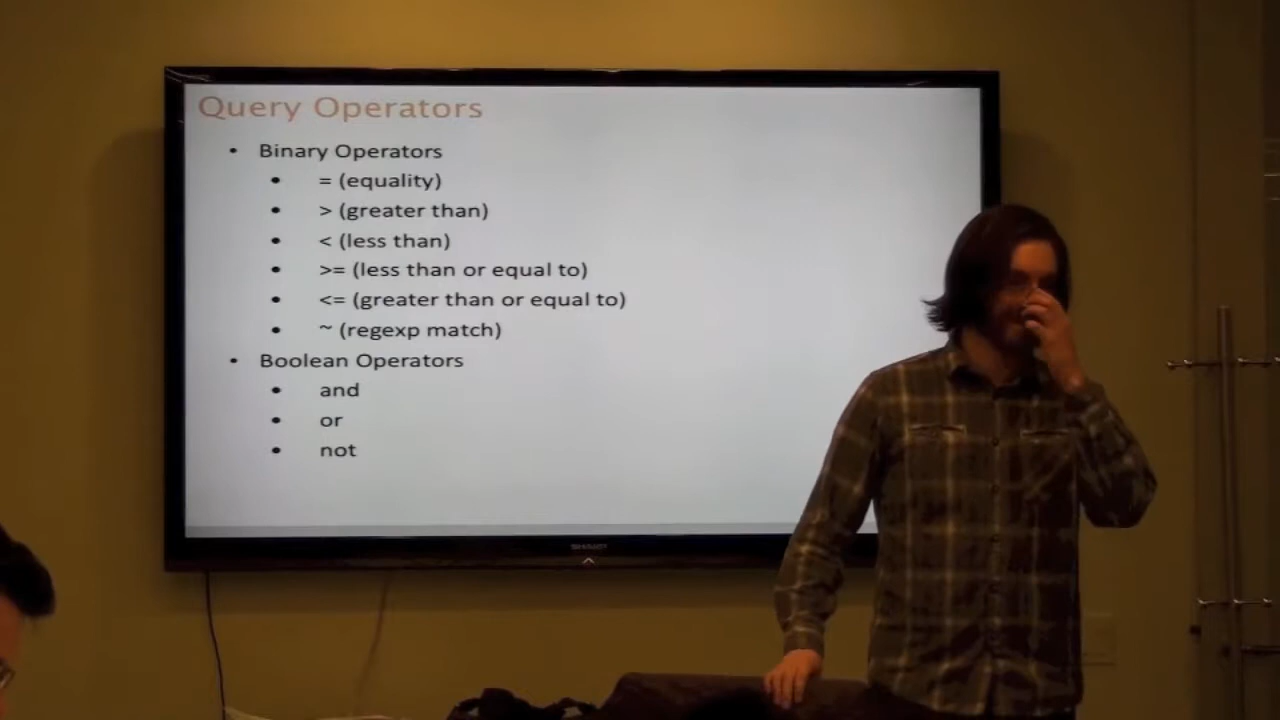 Query Operators
• Binary Operators
• = (equality)
• > (greater than)
• < (less than)
• >= (less than or equal to)
• <= (greater than or equal to)
• ~ (regexp match)
• Boolean Operators
• and
• or
• not
SHARP